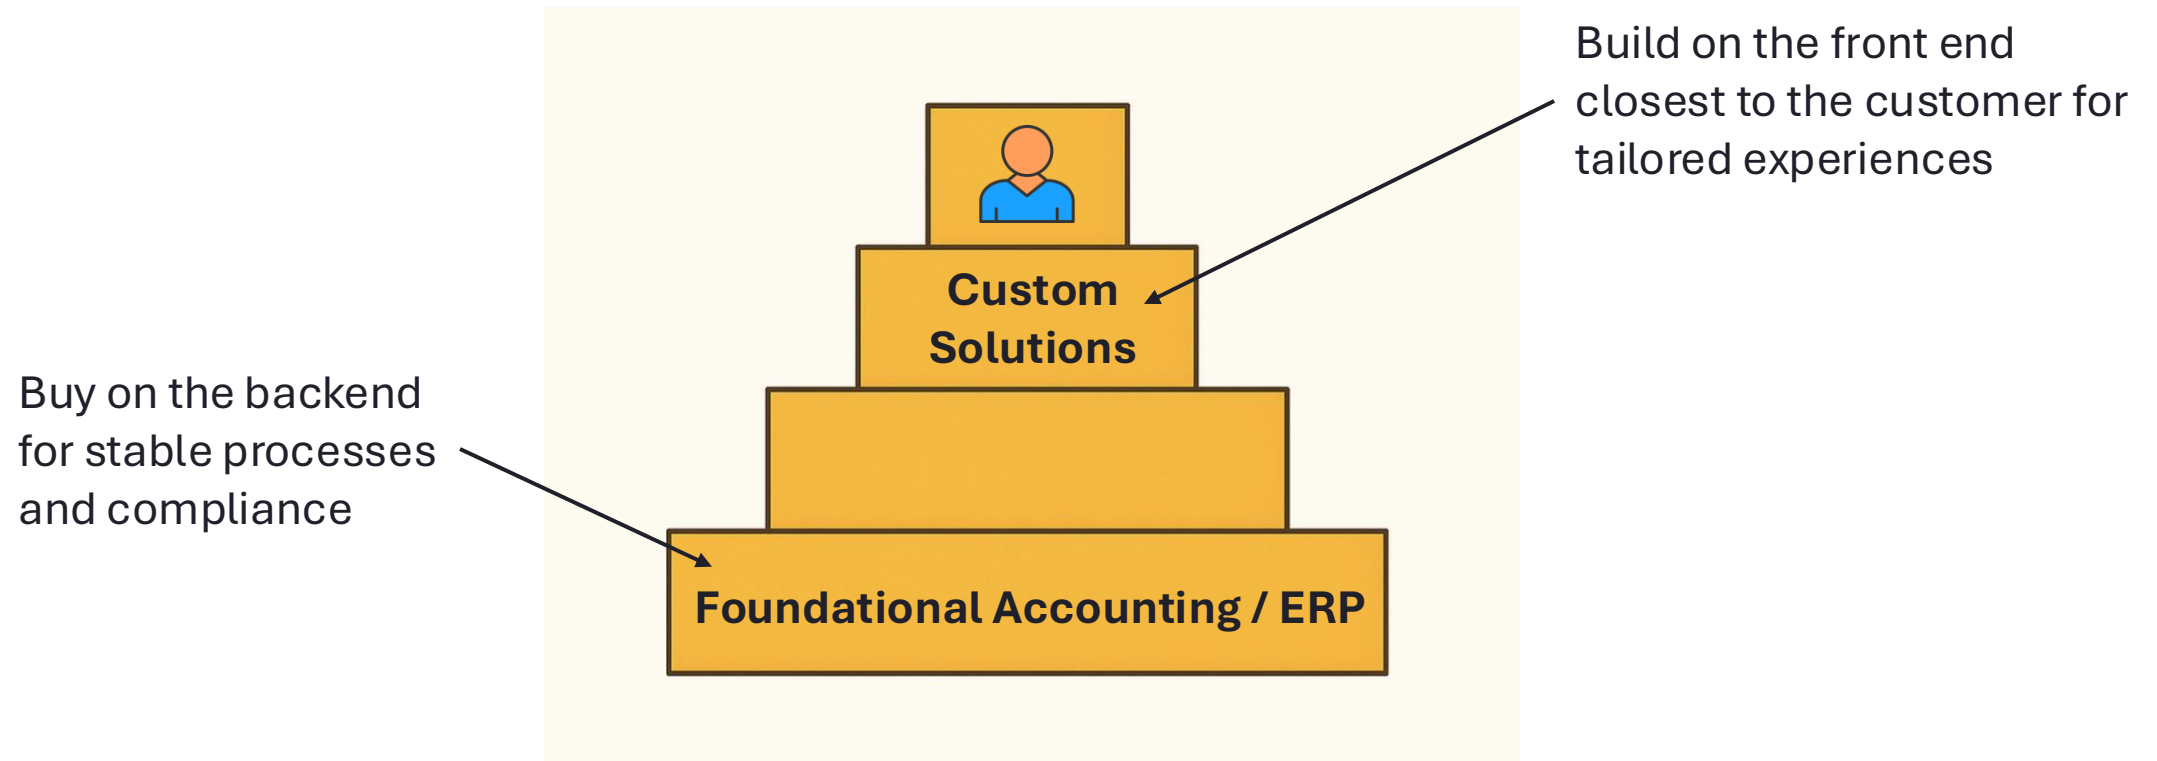 Build on the front end
closest to the customer for
tailored experiences
Custom
Solutions
Buy on the backend
for stable processes
and compliance
Foundational Accounting / ERP